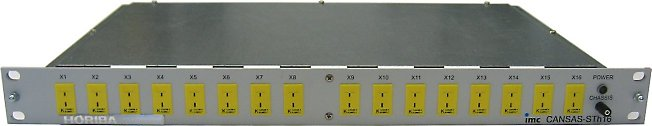 X1 X2 X3 X4 X5 X6 X7 X8 X9 X10 X11 X12 X13 X14 X15 X16 POWER
CHASSIS
HORIBA imc CANSAS-STh16